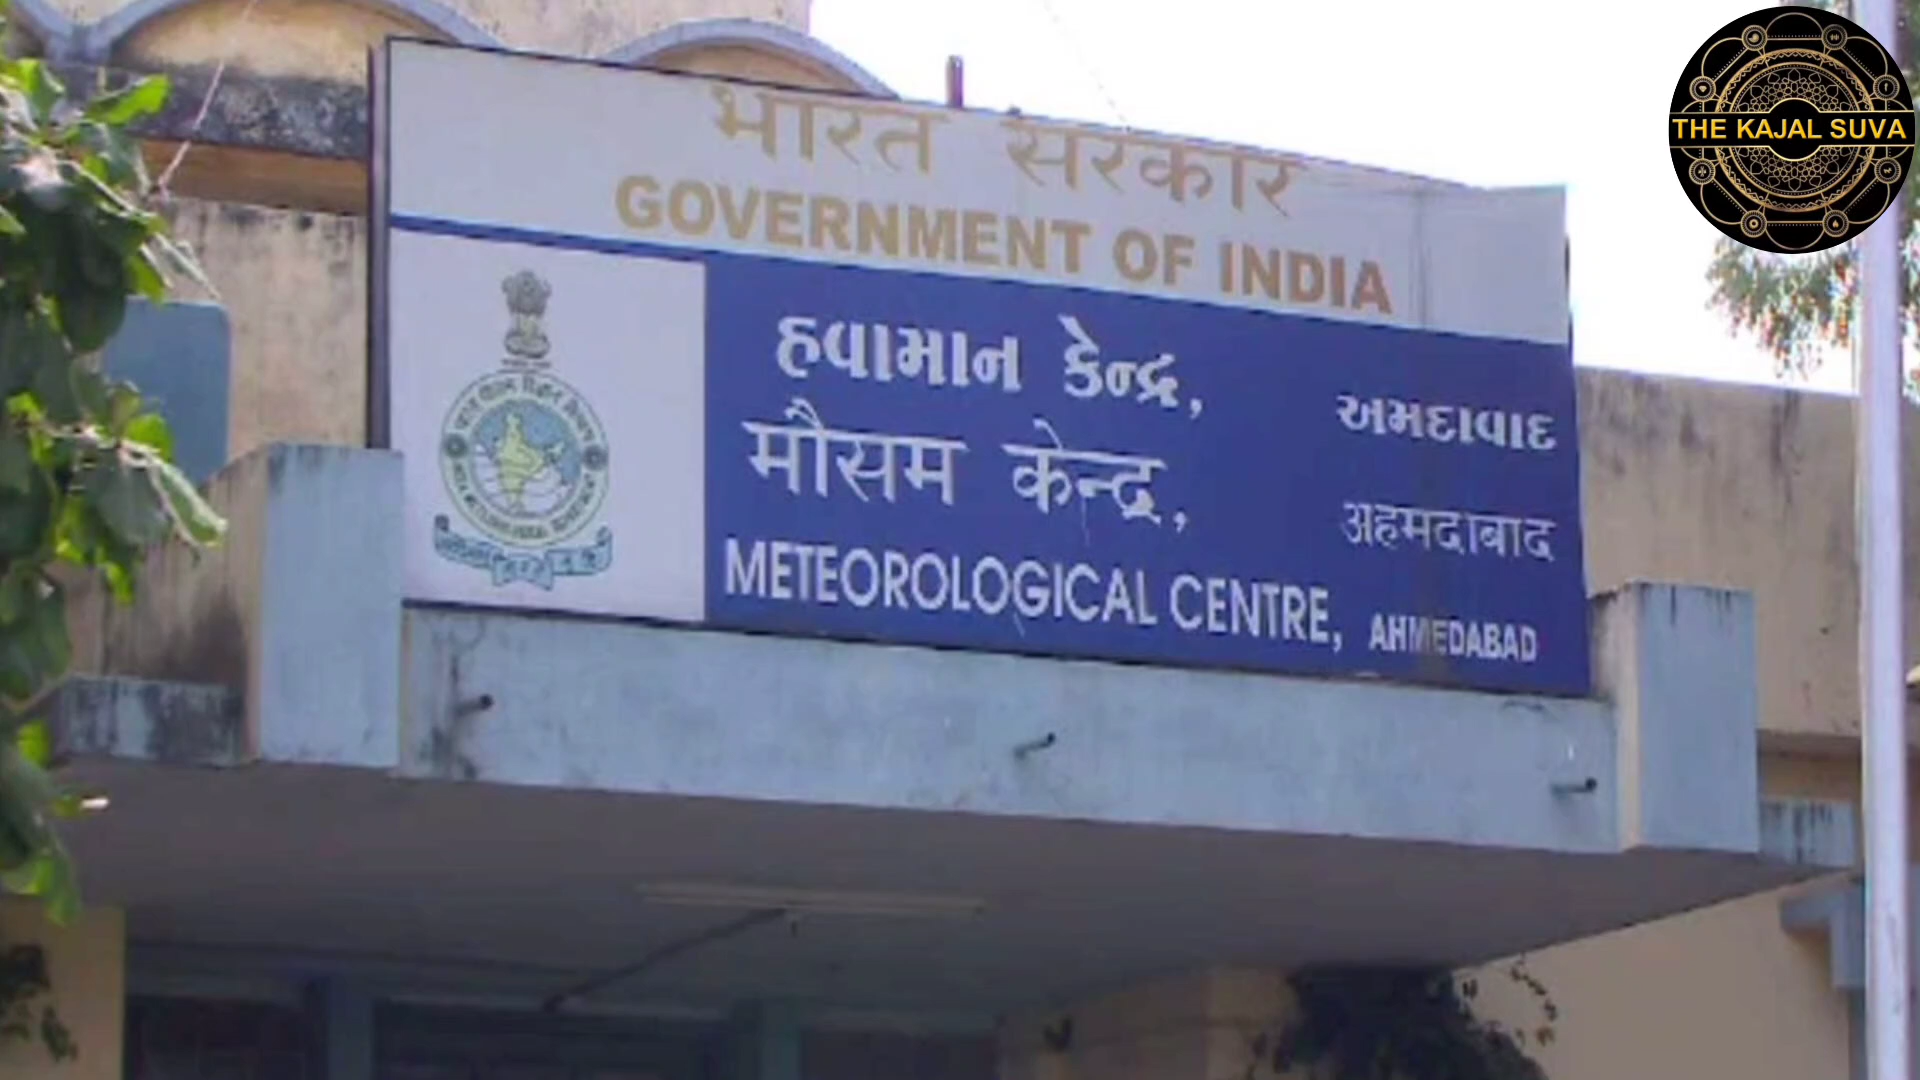 THE KAJAL SUVA
भारत सरकार
GOVERNMENT OF INDIA
હવામાન કેન્દ્ર, અમદાવાદ
मौसम केन्द्र, अहमदाबाद
METEOROLOGICAL CENTRE, AHMEDABAD